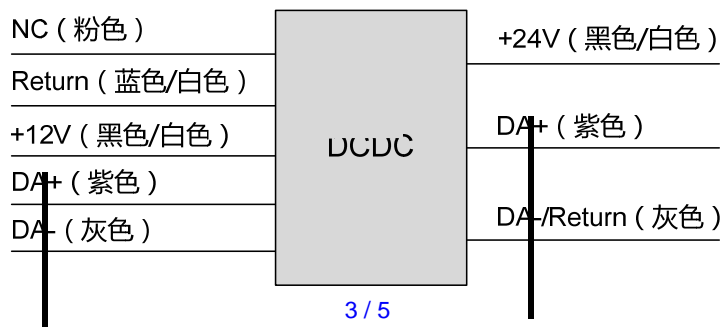 NC（粉色）
Return（蓝色/白色）
+12V（黑色/白色）
DA+（紫色）
DA-（灰色）
DCDC
+24V（黑色/白色）
DA+（紫色）
DA-/Return（灰色）
3 / 5